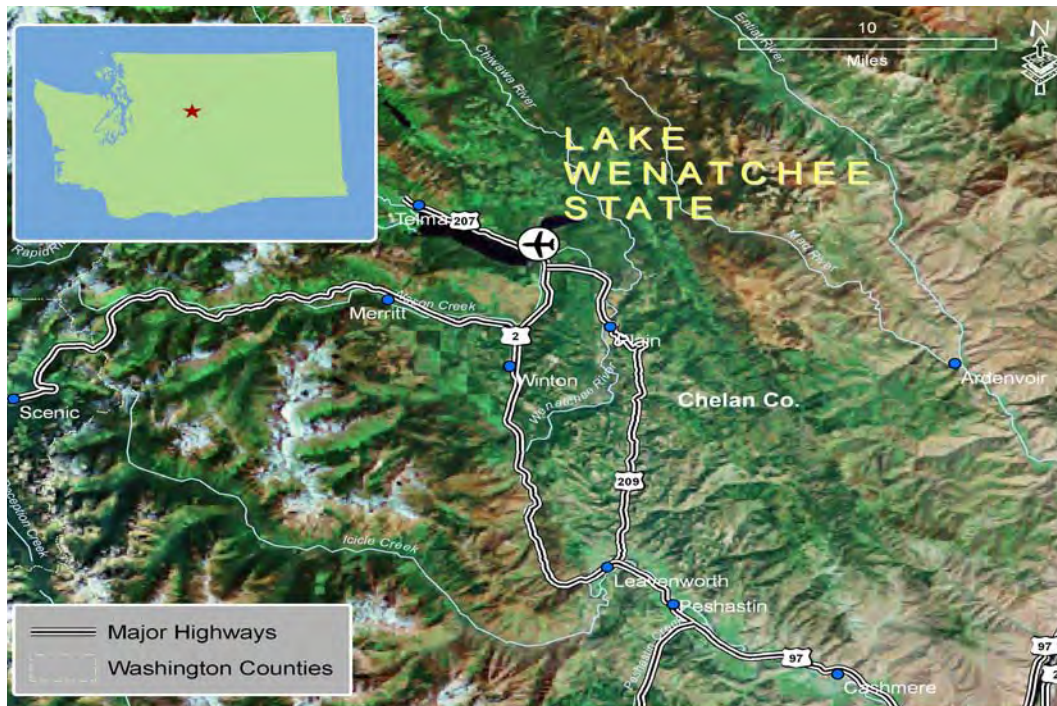 10
Miles
N
Entiat River
Chiwawa River
LAKE
WENATCHEE
STATE
Telma
207
Mad River
Merritt
Nason Creek
2
Plain
Winton
Wenatchee River
Ardenvoir
Scenic
Chelan Co.
209
Icicle Creek
Leavenworth
Peshastin
97
Cashmere
97
2
Major Highways
Washington Counties